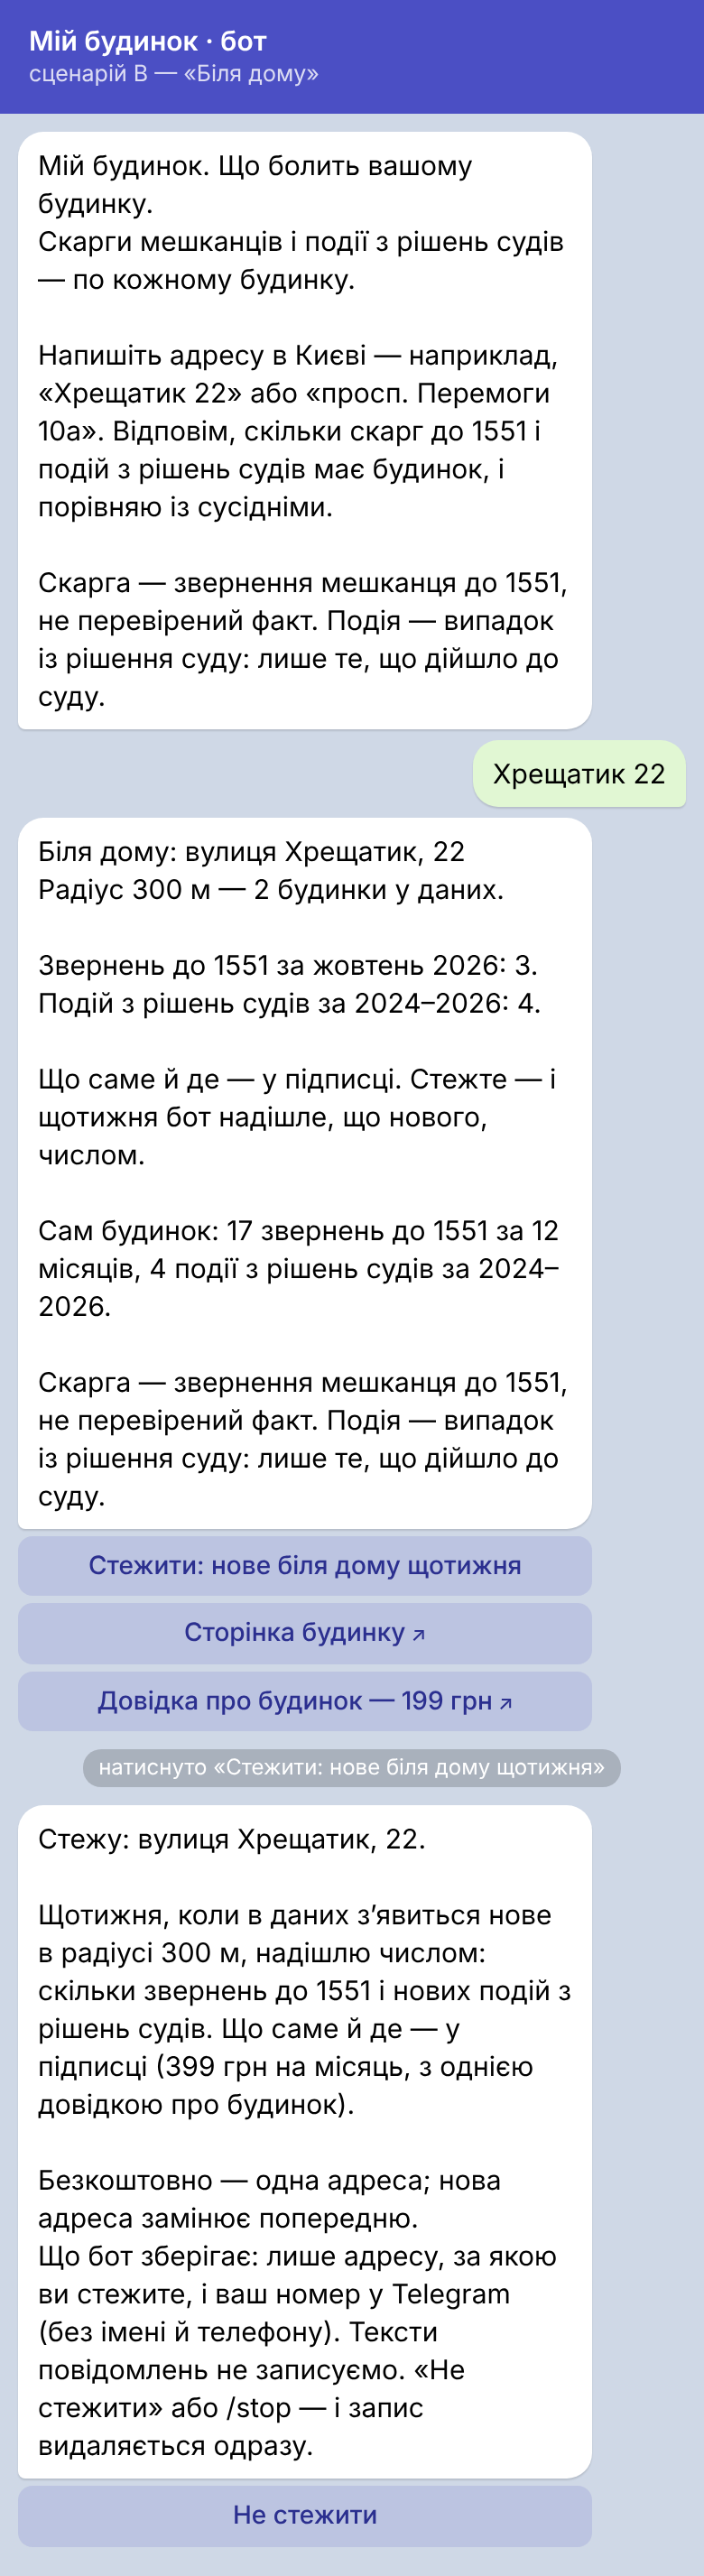 Мій будинок · бот
сценарій В — «Біля дому»
Мій будинок. Що болить вашому
будинку.
Скарги мешканців і події з рішень судів
— по кожному будинку.
Напишіть адресу в Києві — наприклад,
«Хрещатик 22» або «просп. Перемоги
10а». Відповім, скільки скарг до 1551 і
подій з рішень судів має будинок, і
порівняю із сусідніми.
Скарга — звернення мешканця до 1551,
не перевірений факт. Подія — випадок
із рішення суду: лише те, що дійшло до
суду.
Хрещатик 22
Біля дому: вулиця Хрещатик, 22
Радіус 300 м — 2 будинки у даних.
Звернень до 1551 за жовтень 2026: 3.
Подій з рішень судів за 2024–2026: 4.
Що саме й де — у підписці. Стежте — і
щотижня бот надішле, що нового,
числом.
Сам будинок: 17 звернень до 1551 за 12
місяців, 4 події з рішень судів за 2024–
2026.
Скарга — звернення мешканця до 1551,
не перевірений факт. Подія — випадок
із рішення суду: лише те, що дійшло до
суду.
Стежити: нове біля дому щотижня
Сторінка будинку ↗
Довідка про будинок — 199 грн ↗
натиснуто «Стежити: нове біля дому щотижня»
Стежу: вулиця Хрещатик, 22.
Щотижня, коли в даних зʼявиться нове
в радіусі 300 м, надішлю числом:
скільки звернень до 1551 і нових подій з
рішень судів. Що саме й де — у
підписці (399 грн на місяць, з однією
довідкою про будинок).
Безкоштовно — одна адреса; нова
адреса замінює попередню.
Що бот зберігає: лише адресу, за якою
ви стежите, і ваш номер у Telegram
(без імені й телефону). Тексти
повідомлень не записуємо. «Не
стежити» або /stop — і запис
видаляється одразу.
Не стежити